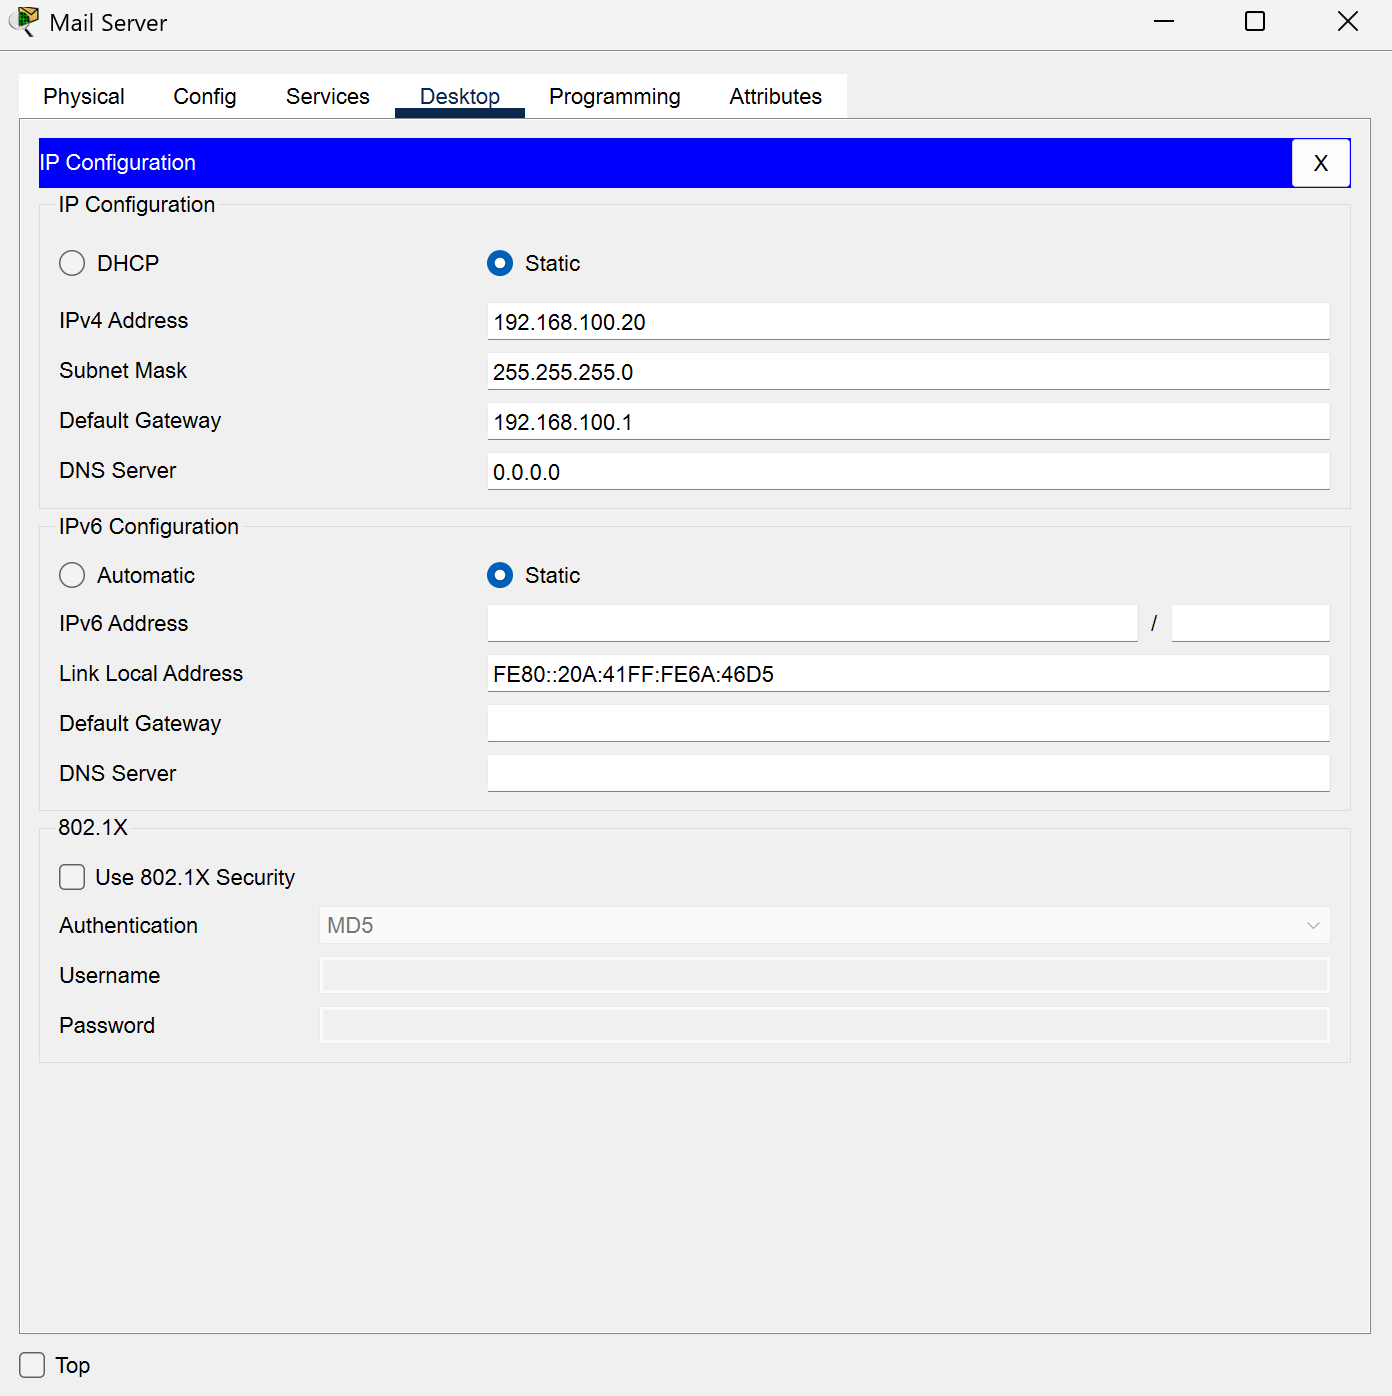 Mail Server
Physical Config Services Desktop Programming Attributes
IP Configuration X
IP Configuration
DHCP Static
IPv4 Address 192.168.100.20
Subnet Mask 255.255.255.0
Default Gateway 192.168.100.1
DNS Server 0.0.0.0
IPv6 Configuration
Automatic Static
IPv6 Address /
Link Local Address FE80::20A:41FF:FE6A:46D5
Default Gateway
DNS Server
802.1X
Use 802.1X Security
Authentication MD5
Username
Password
Top